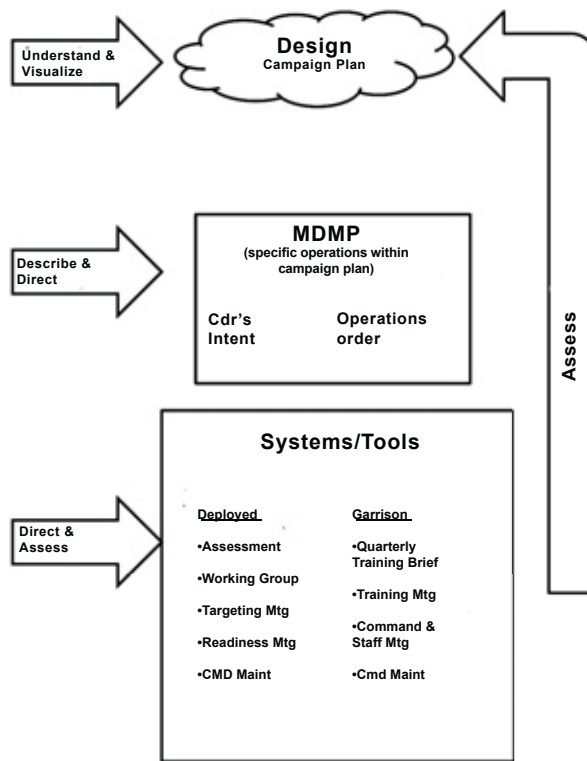 Understand &
Visualize
Design
Campaign Plan
Describe &
Direct
MDMP
(specific operations within
campaign plan)
Cdr's
Intent
Operations
order
Assess
Systems/Tools
Direct &
Assess
Deployed
•Assessment
•Working Group
•Targeting Mtg
•Readiness Mtg
•CMD Maint
Garrison
•Quarterly
Training Brief
•Training Mtg
•Command &
Staff Mtg
•Cmd Maint